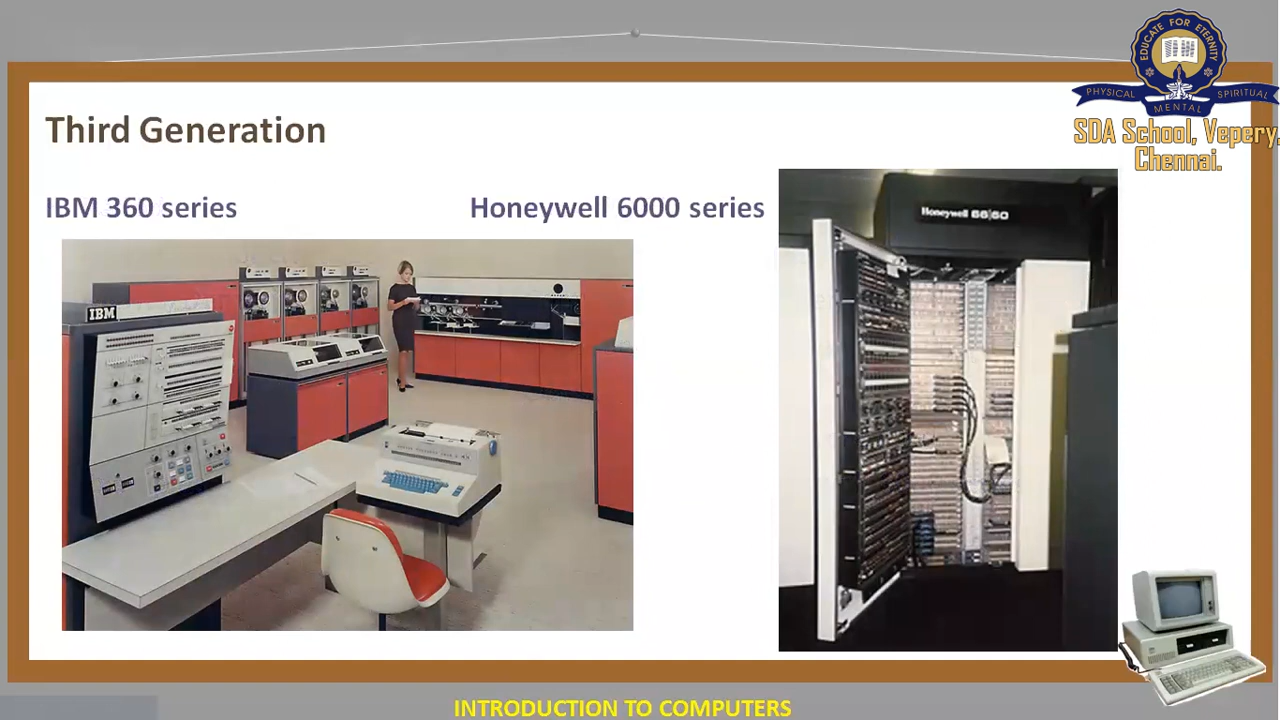 EDUCATE FOR ETERNITY
PHYSICAL
MENTAL
SPIRITUAL
SDA School, Vepery.
Chennai.
Third Generation
IBM 360 series
Honeywell 6000 series
IBM
Honeywell 66/60
INTRODUCTION TO COMPUTERS